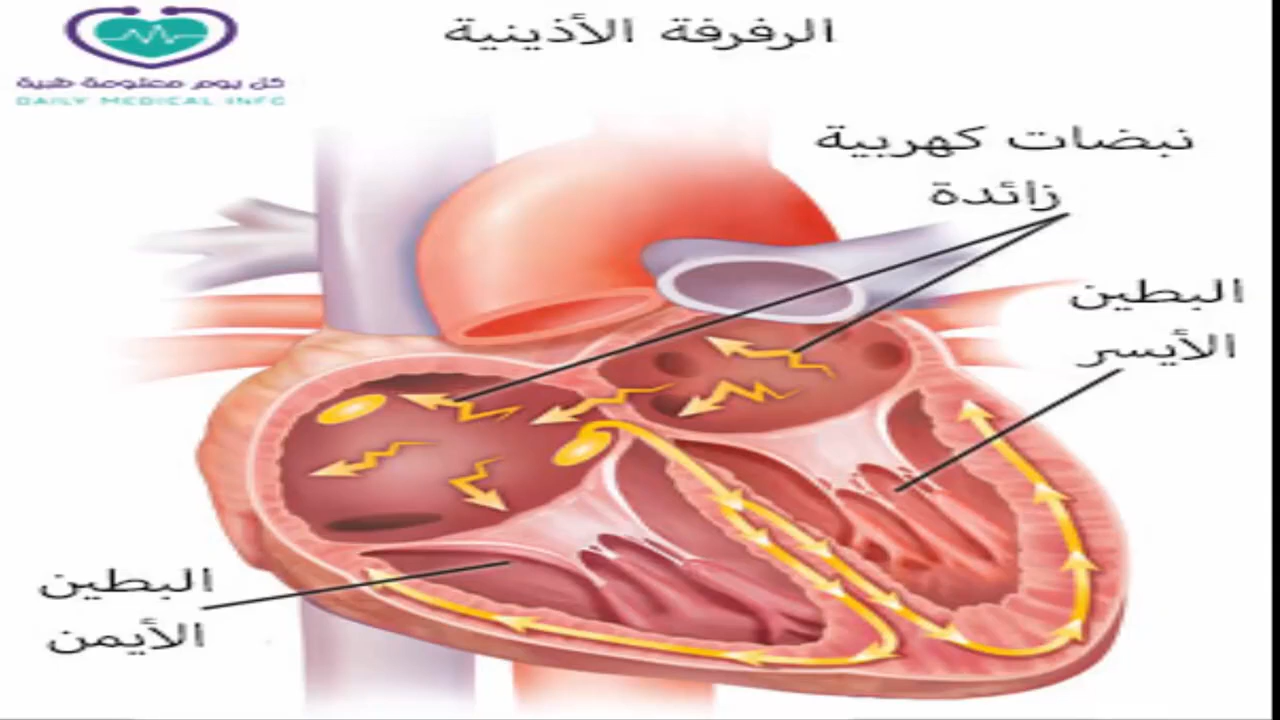 الرفرفة الأذينية
كل يوم معلومة طبية
DAILY MEDICAL INFO
نبضات كهربية
زائدة
البطين
الأيسر
البطين
الأيمن